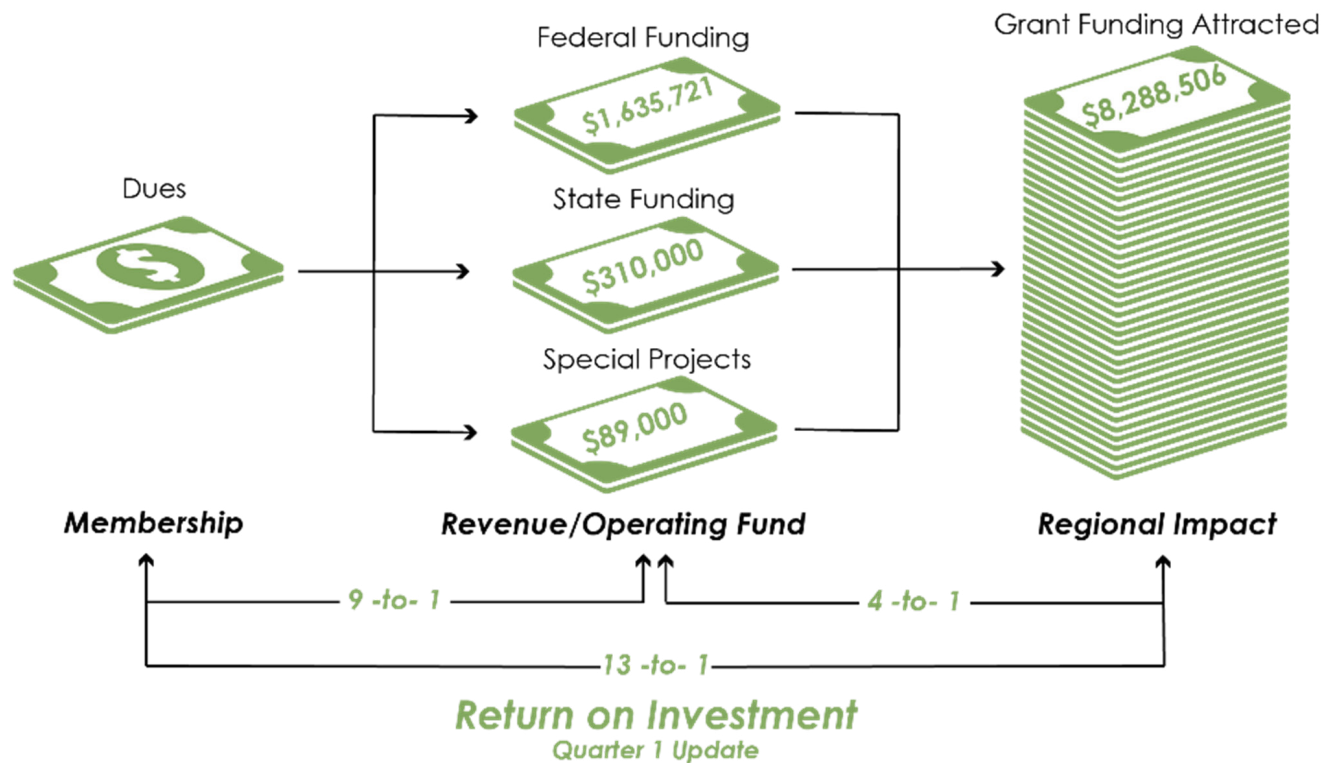 Federal Funding
$1,635,721
Grant Funding Attracted
$8,288,506
Dues
$
State Funding
$310,000
Special Projects
$89,000
Membership
Revenue/Operating Fund
Regional Impact
9 -to- 1
4 -to- 1
13 -to- 1
Return on Investment
Quarter 1 Update